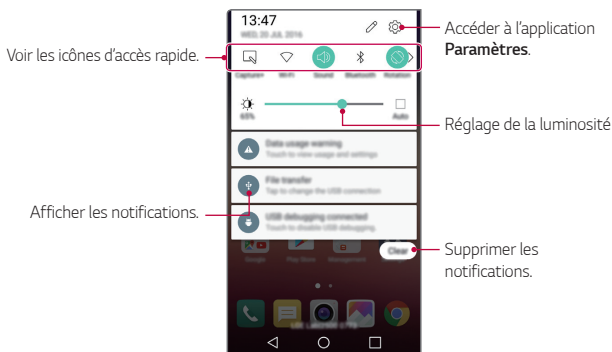 13:47
WED, 20 JUL 2016
Accéder à l'application
Paramètres.
Voir les icônes d'accès rapide.
Capture+ Wi-Fi Sound Bluetooth Rotation
65% Auto
Réglage de la luminosité
Data usage warning
Touch to view usage and settings.
File transfer
Tap to change the USB connection
Afficher les notifications.
USB debugging connected
Touch to disable USB debugging.
Clear
Supprimer les
notifications.
Google Play Store Management